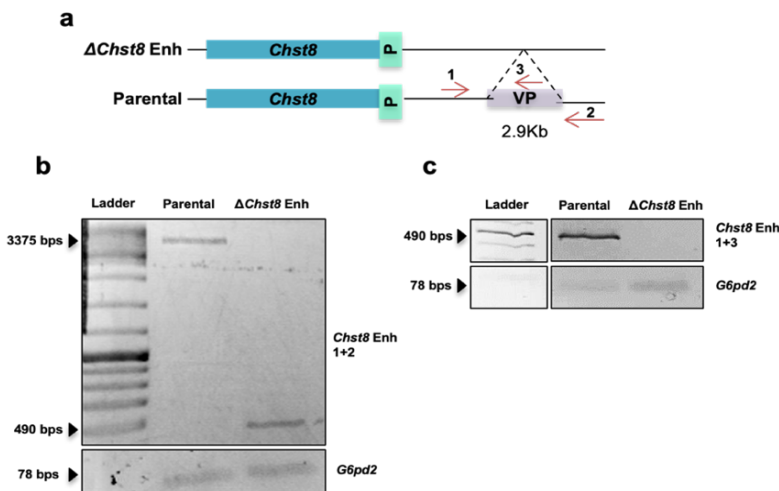 a
ΔChst8 Enh
Chst8
P
Parental
Chst8
P
1
3
VP
2
2.9Kb
b
Ladder
Parental
ΔChst8 Enh
3375 bps
490 bps
Chst8 Enh
1+2
78 bps
G6pd2
c
Ladder
Parental
ΔChst8 Enh
490 bps
Chst8 Enh
1+3
78 bps
G6pd2